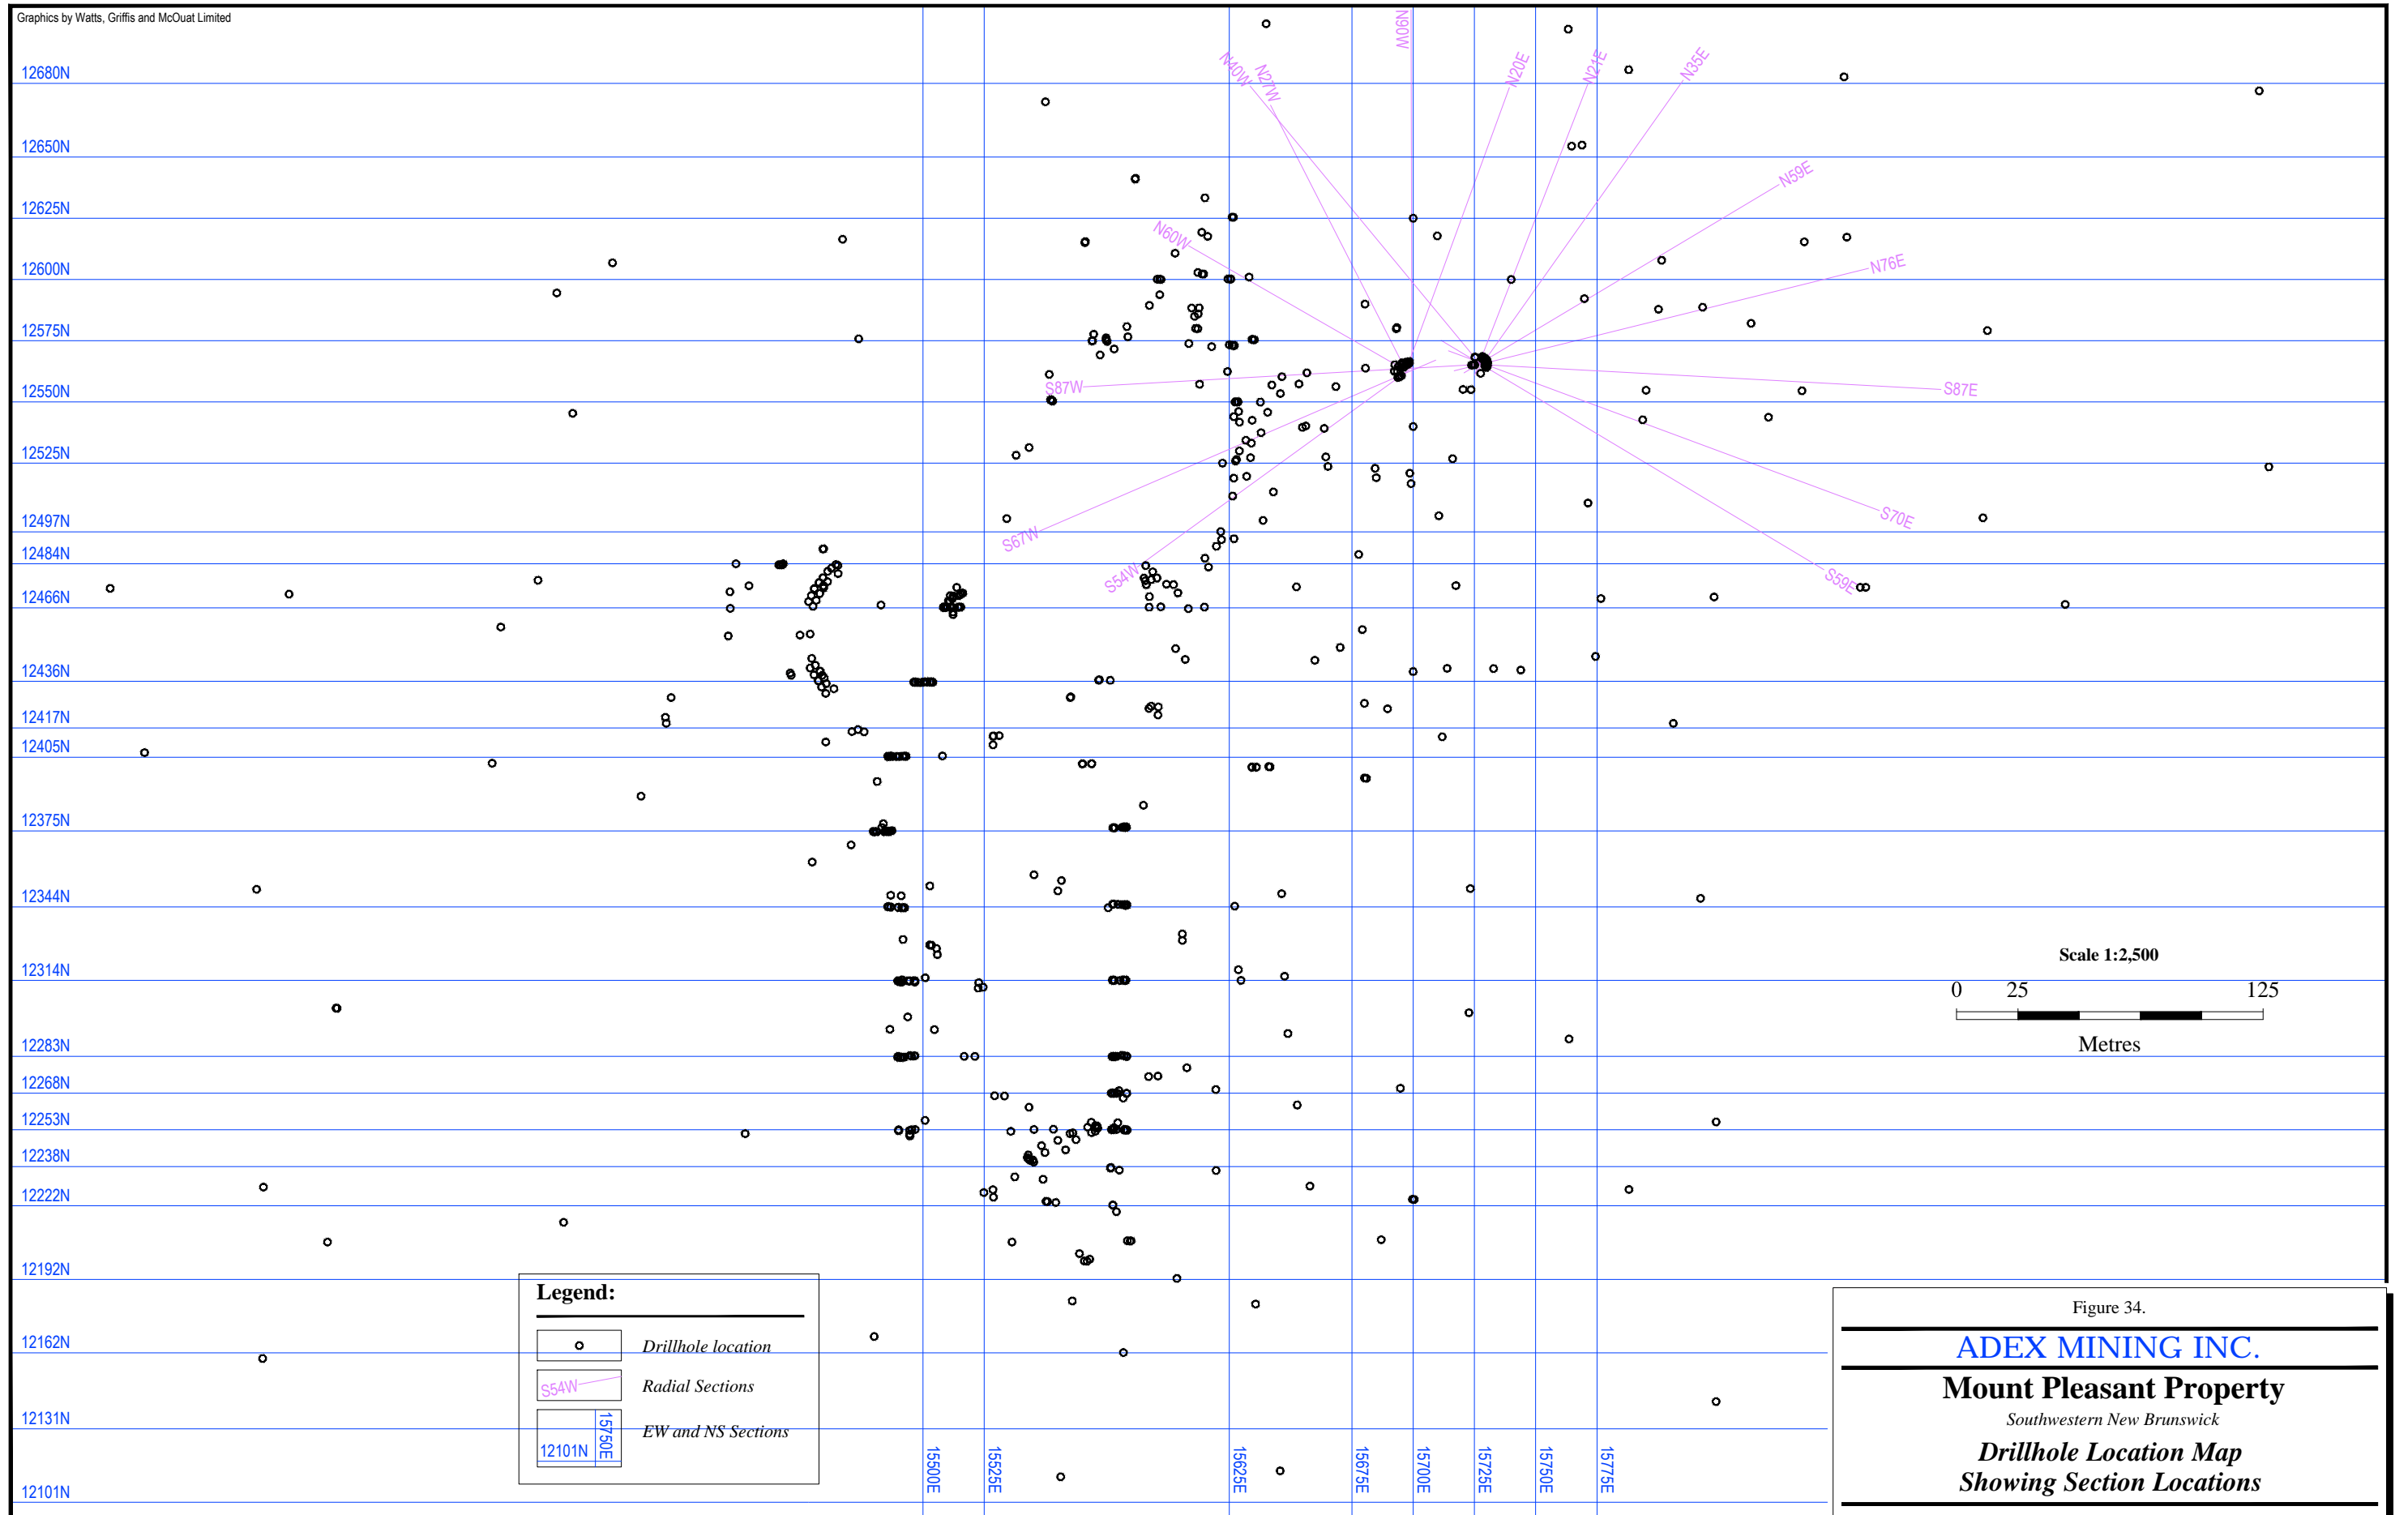 Graphics by Watts, Griffis and McOuat Limited
N06W
N40W
N27W
N20E
N21E
N35E
12680N
12650N
N59E
12625N
N60W
12600N
N76E
12575N
S87W
12550N
S87E
12525N
12497N
S67W
S70E
12484N
S54W
S59E
12466N
12436N
12417N
12405N
12375N
12344N
12314N
Scale 1:2,500
0 25 125
Metres
12283N
12268N
12253N
12238N
12222N
12192N
12162N
12131N
12101N
Legend:
Drillhole location
S54W
Radial Sections
15750E
12101N
EW and NS Sections
15500E
15525E
15625E
15675E
15700E
15725E
15750E
15775E
Figure 34.
ADEX MINING INC.
Mount Pleasant Property
Southwestern New Brunswick
Drillhole Location Map
Showing Section Locations